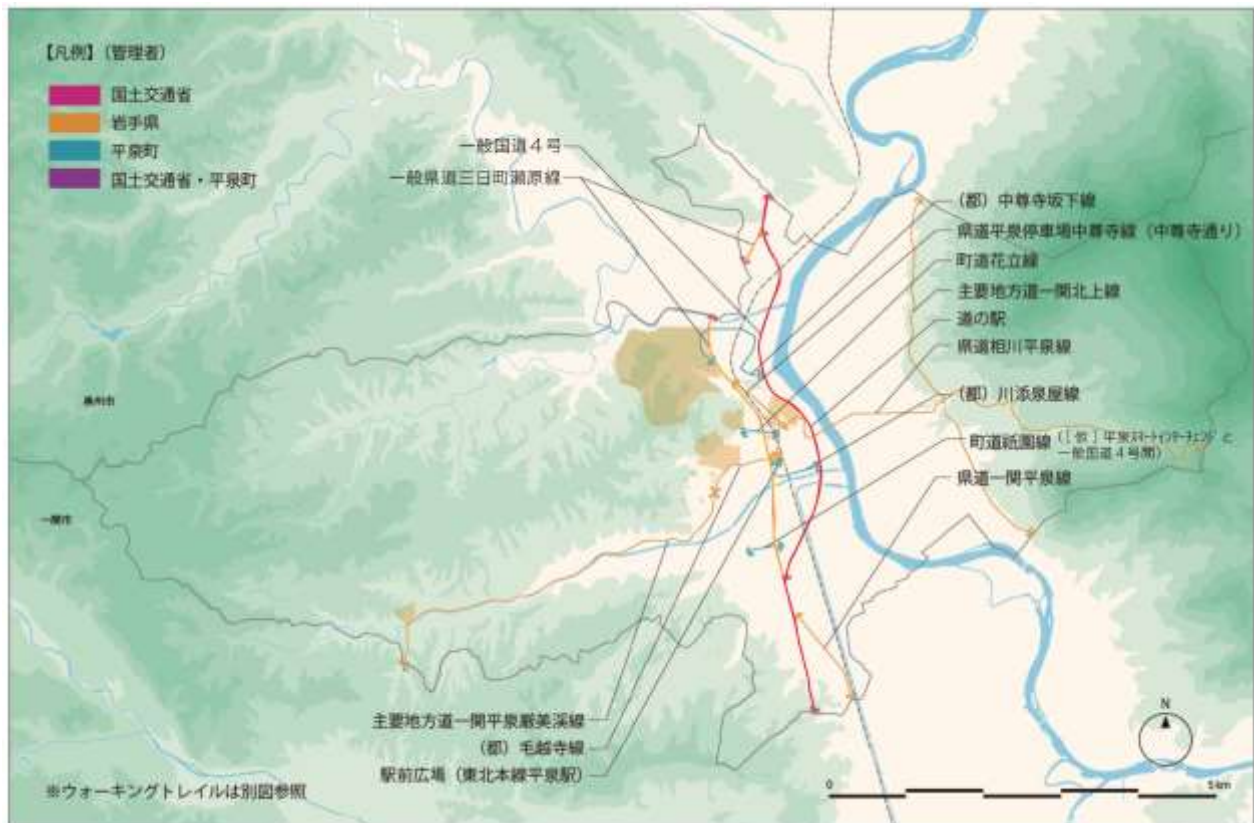 【凡例】（管理者）
国土交通省
岩手県
平泉町
国土交通省・平泉町
一般国道４号
一般県道三日町瀬原線
（都）中尊寺坂下線
県道平泉停車場中尊寺線（中尊寺通り）
町道花立線
主要地方道一関北上線
道の駅
県道相川平泉線
（都）川添泉屋線
町道祇園線（［仮］平泉スマートインターチェンジと
一般国道４号間）
県道一関平泉線
奥州市
一関市
主要地方道一関平泉厳美渓線
（都）毛越寺線
駅前広場（東北本線平泉駅）
※ウォーキングトレイルは別図参照
N
0
5km